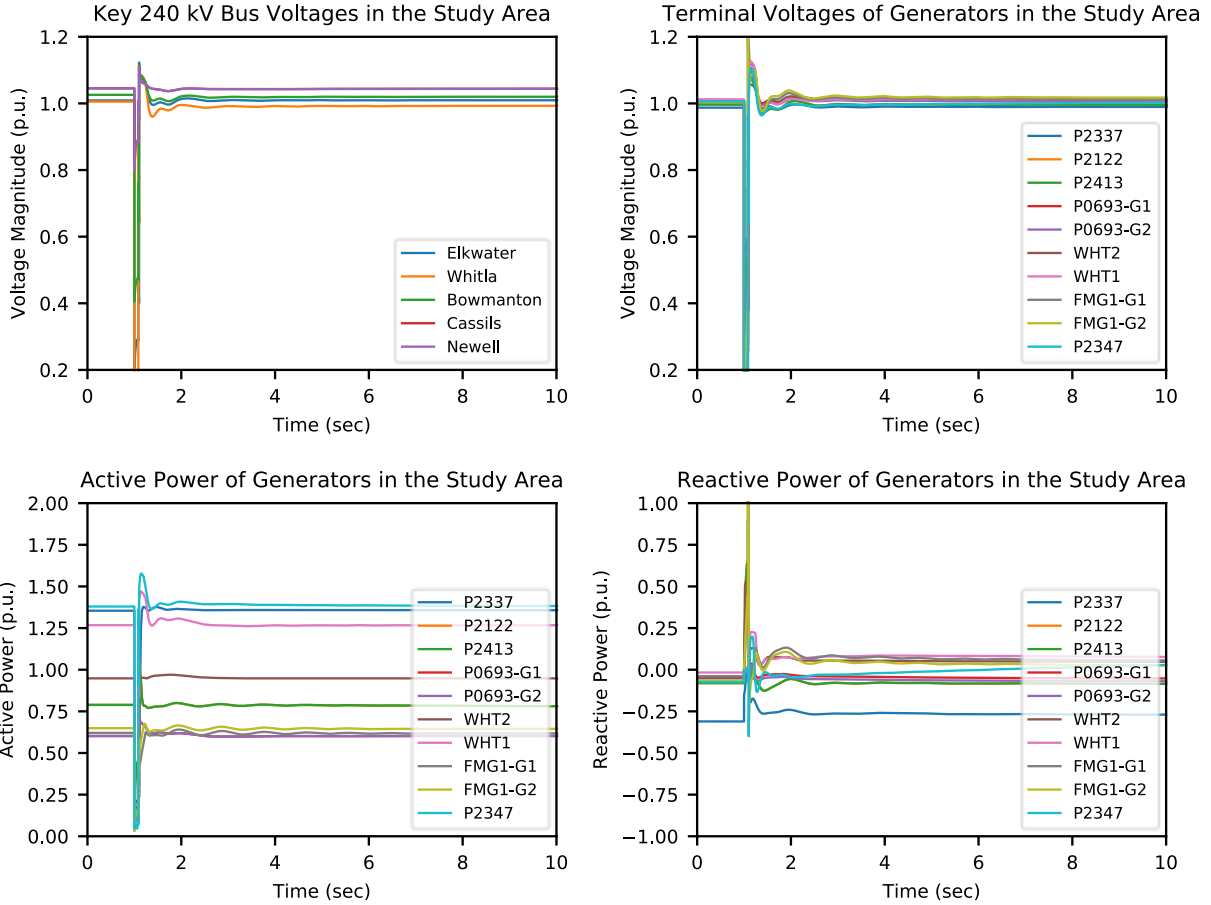 Key 240 kV Bus Voltages in the Study Area
Voltage Magnitude (p.u.)
1.2
1.0
0.8
0.6
0.4
0.2
Elkwater
Whitla
Bowmanton
Cassils
Newell
0 2 4 6 8 10
Time (sec)
Terminal Voltages of Generators in the Study Area
Voltage Magnitude (p.u.)
1.2
1.0
0.8
0.6
0.4
0.2
P2337
P2122
P2413
P0693-G1
P0693-G2
WHT2
WHT1
FMG1-G1
FMG1-G2
P2347
0 2 4 6 8 10
Time (sec)
Active Power of Generators in the Study Area
Active Power (p.u.)
2.00
1.75
1.50
1.25
1.00
0.75
0.50
0.25
0.00
P2337
P2122
P2413
P0693-G1
P0693-G2
WHT2
WHT1
FMG1-G1
FMG1-G2
P2347
0 2 4 6 8 10
Time (sec)
Reactive Power of Generators in the Study Area
Reactive Power (p.u.)
1.00
0.75
0.50
0.25
0.00
−0.25
−0.50
−0.75
−1.00
P2337
P2122
P2413
P0693-G1
P0693-G2
WHT2
WHT1
FMG1-G1
FMG1-G2
P2347
0 2 4 6 8 10
Time (sec)